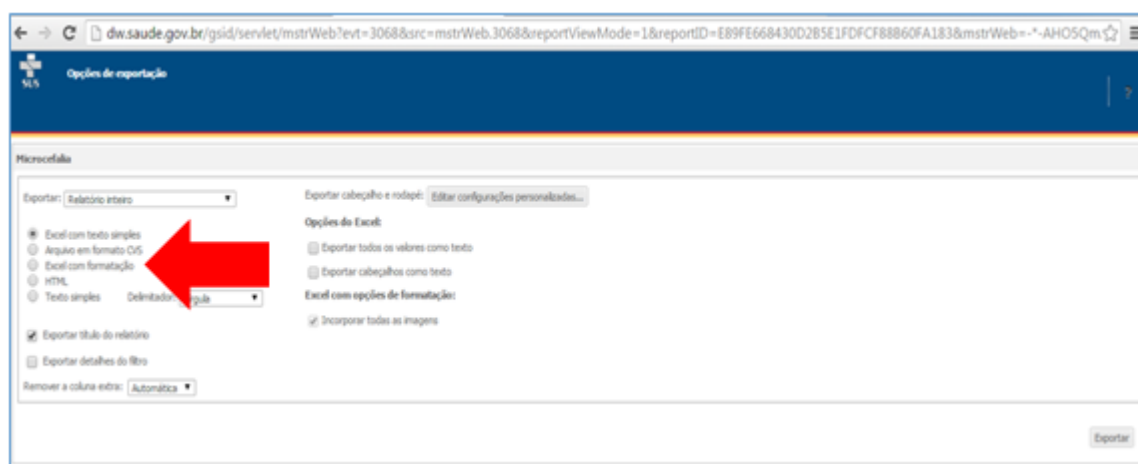 dw.saude.gov.br/gsid/servlet/mstrWeb?evt=3068&src=mstrWeb.3068&reportViewMode=1&reportID=E89FE668430D2B5E1FDFCF88B60FA183&mstrWeb=-*-AHO5Qm
SUS
Opções de exportação
?
Microcefalia
Exportar: Relatório inteiro
Exportar cabeçalho e rodapé: Editar configurações personalizadas...
Opções do Excel:
Excel com texto simples
Arquivo em formato CVS
Exportar todos os valores como texto
Excel com formatação
Exportar cabeçalhos como texto
HTML
Texto simples Delimitador:
Excel com opções de formatação:
Incorporar todas as imagens
Exportar título do relatório
Exportar detalhes do filtro
Remover a coluna extra: Automática
Exportar